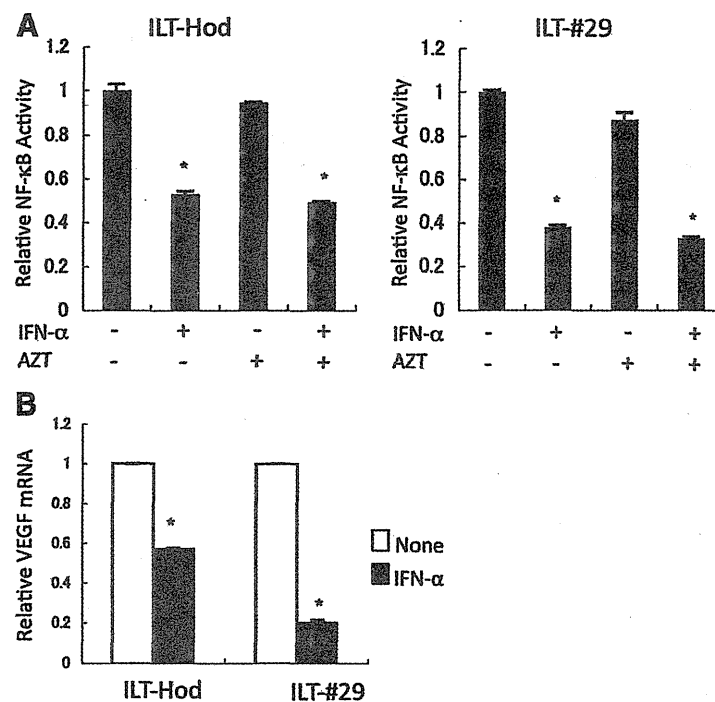 A
ILT-Hod
ILT-#29
Relative NF-κB Activity
1.2
1
0.8
0.6
0.4
0.2
0
*
*
IFN-α - + - +
AZT - - + +
Relative NF-κB Activity
1.2
1
0.8
0.6
0.4
0.2
0
*
*
IFN-α - + - +
AZT - - + +
B
Relative VEGF mRNA
1.2
1
0.8
0.6
0.4
0.2
0
*
*
ILT-Hod
ILT-#29
None
IFN-α